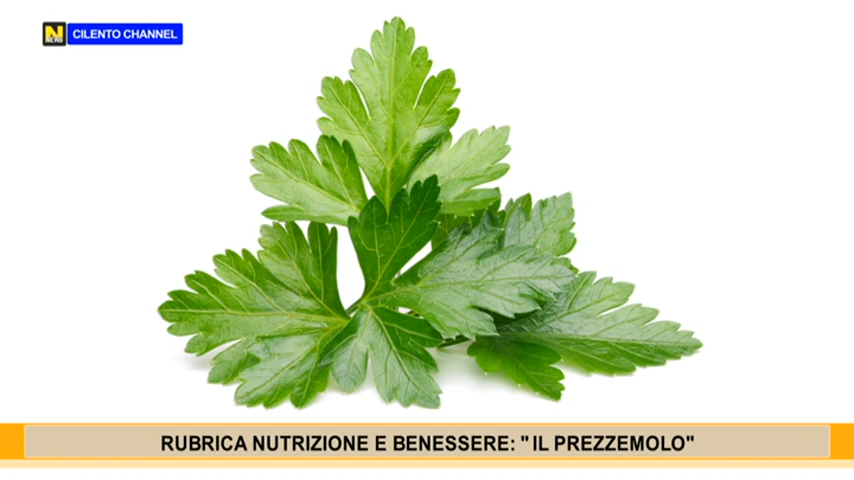 N CILENTO CHANNEL
RUBRICA NUTRIZIONE E BENESSERE: " IL PREZZEMOLO"